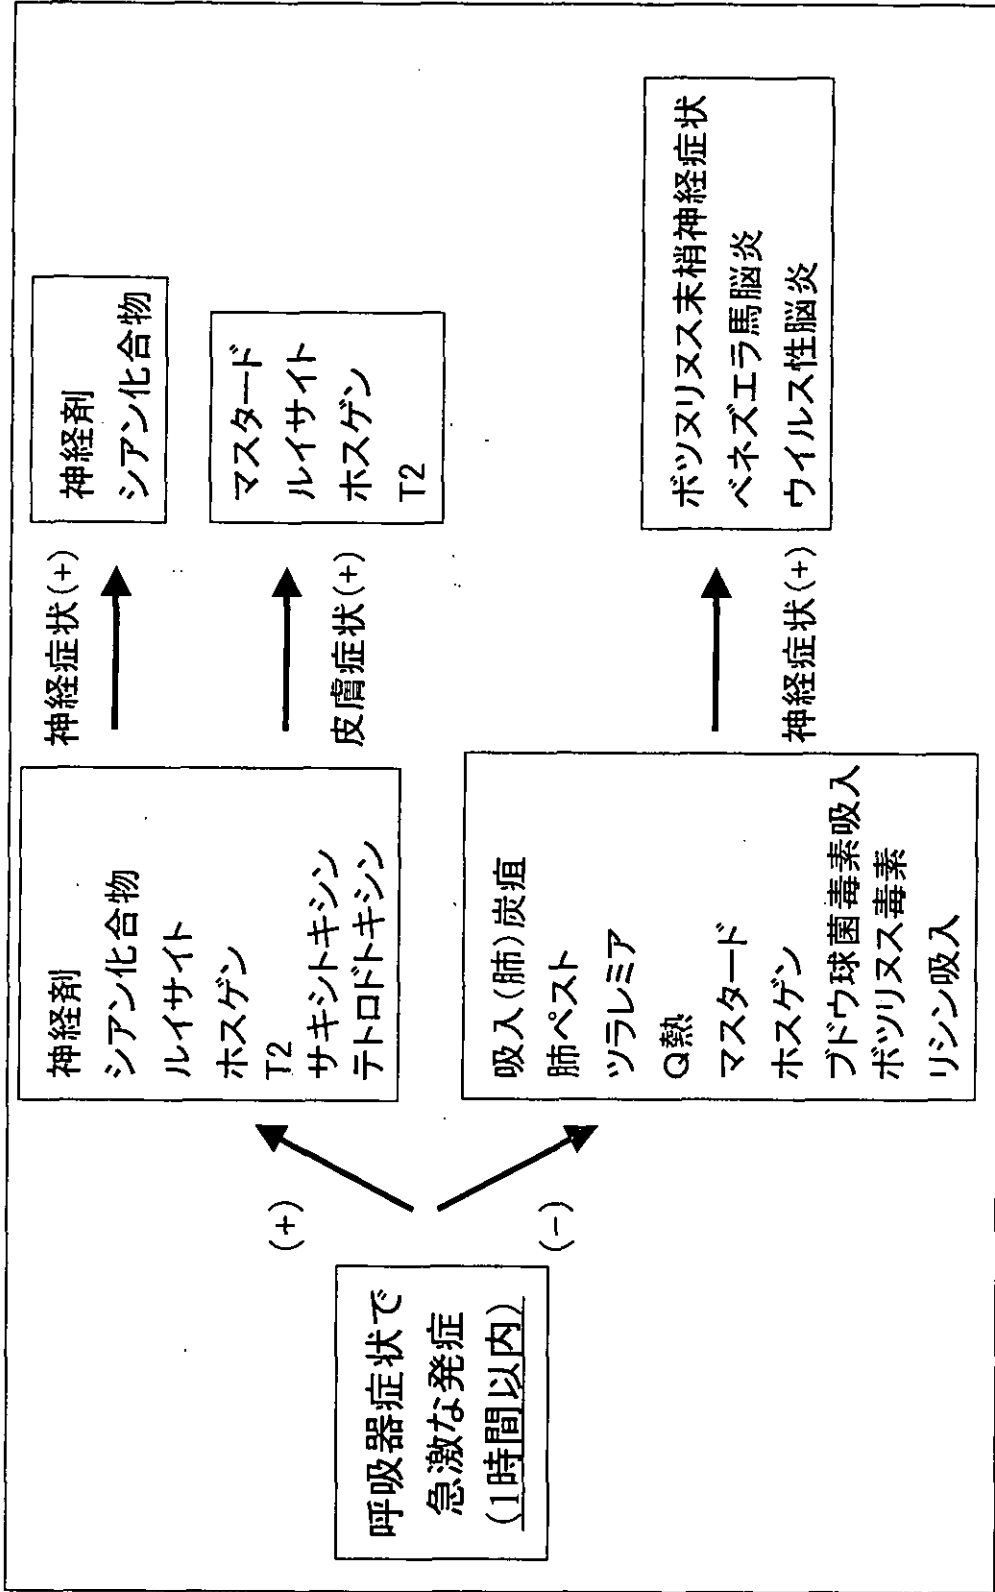 呼吸器症状で
急激な発症
(1時間以内)
(+)
神経剤
シアン化合物
ルイサイト
ホスゲン
T2
サキシトキシン
テトロドトキシン
神経症状(+)
神経剤
シアン化合物
皮膚症状(+)
マスタード
ルイサイト
ホスゲン
T2
(-)
吸入(肺)炭疽
肺ペスト
ツラレミア
Q熱
マスタード
ホスゲン
ブドウ球菌毒素吸入
ボツリヌス毒素
リシン吸入
神経症状(+)
ボツヌリヌス末梢神経症状
ベネズエラ馬脳炎
ウイルス性脳炎